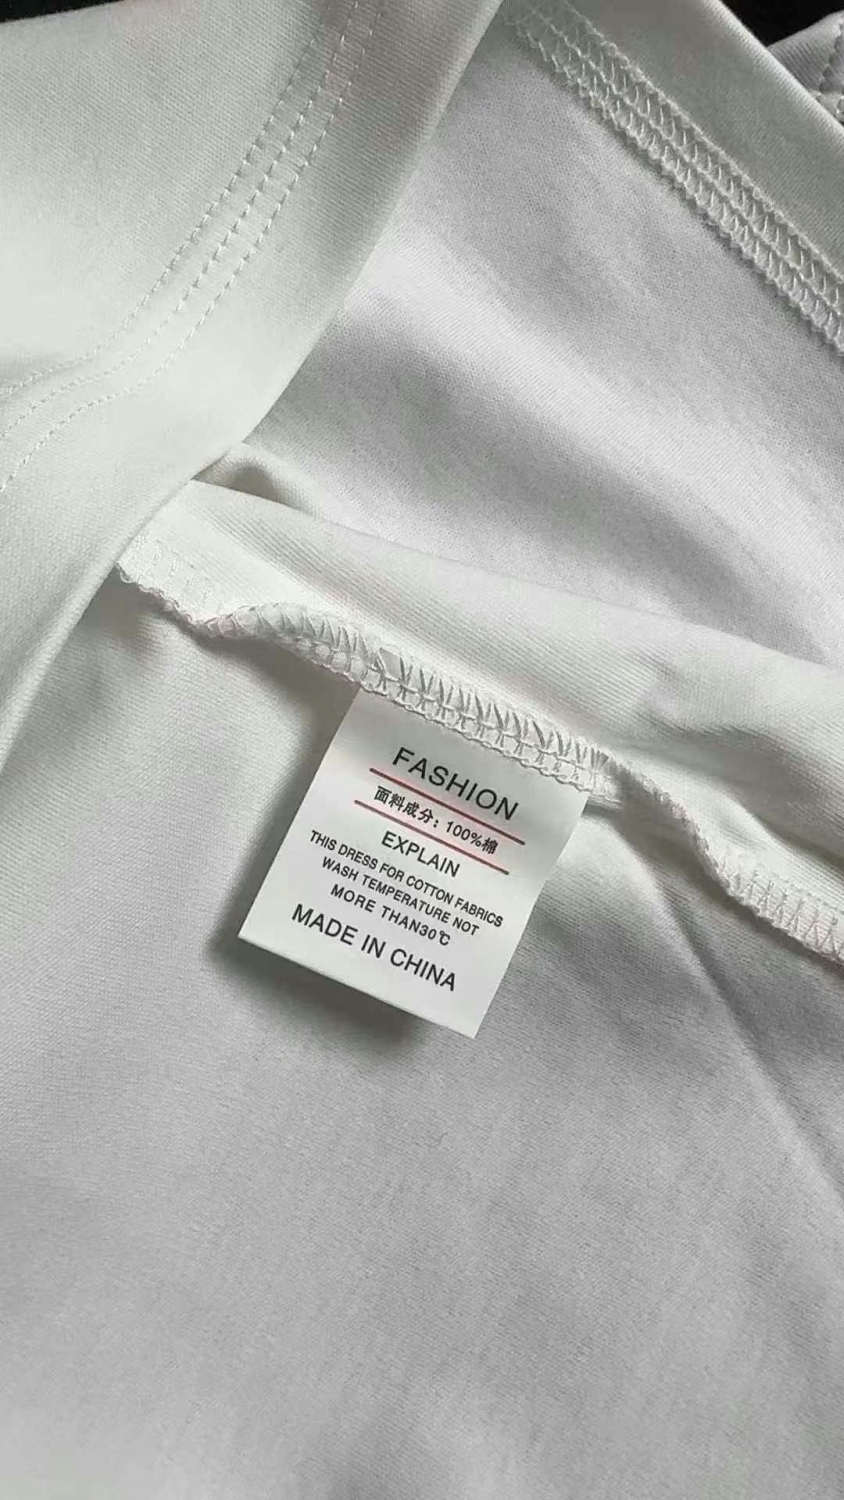 FASHION
面料成分：100%棉
EXPLAIN
THIS DRESS FOR COTTON FABRICS
WASH TEMPERATURE NOT
MORE THAN30℃
MADE IN CHINA